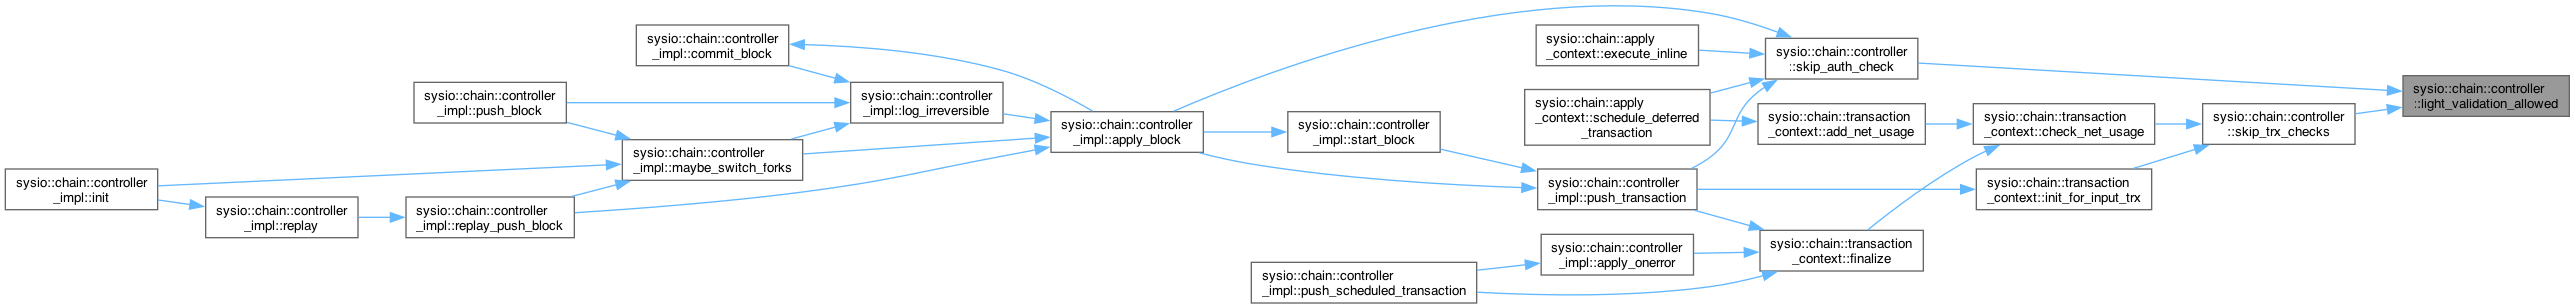 sysio::chain::controller
_impl::init
sysio::chain::controller
_impl::replay
sysio::chain::controller
_impl::push_block
sysio::chain::controller
_impl::replay_push_block
sysio::chain::controller
_impl::commit_block
sysio::chain::controller
_impl::maybe_switch_forks
sysio::chain::controller
_impl::log_irreversible
sysio::chain::controller
_impl::apply_block
sysio::chain::controller
_impl::start_block
sysio::chain::controller
_impl::push_scheduled_transaction
sysio::chain::apply
_context::execute_inline
sysio::chain::apply
_context::schedule_deferred
_transaction
sysio::chain::controller
_impl::push_transaction
sysio::chain::controller
_impl::apply_onerror
sysio::chain::controller
::skip_auth_check
sysio::chain::transaction
_context::add_net_usage
sysio::chain::transaction
_context::finalize
sysio::chain::transaction
_context::check_net_usage
sysio::chain::transaction
_context::init_for_input_trx
sysio::chain::controller
::skip_trx_checks
sysio::chain::controller
::light_validation_allowed